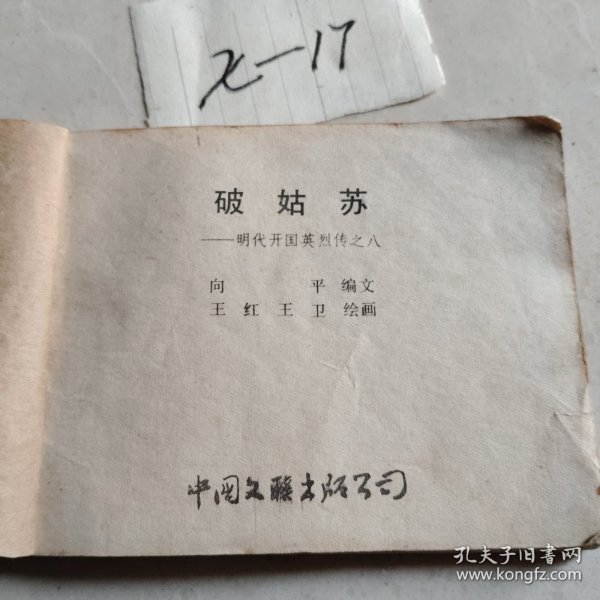 X-17
破姑苏
——明代开国英烈传之八
向 平 编文
王红 王卫 绘画
中国文联出版公司
孔夫子旧书网
www.kongfz.com